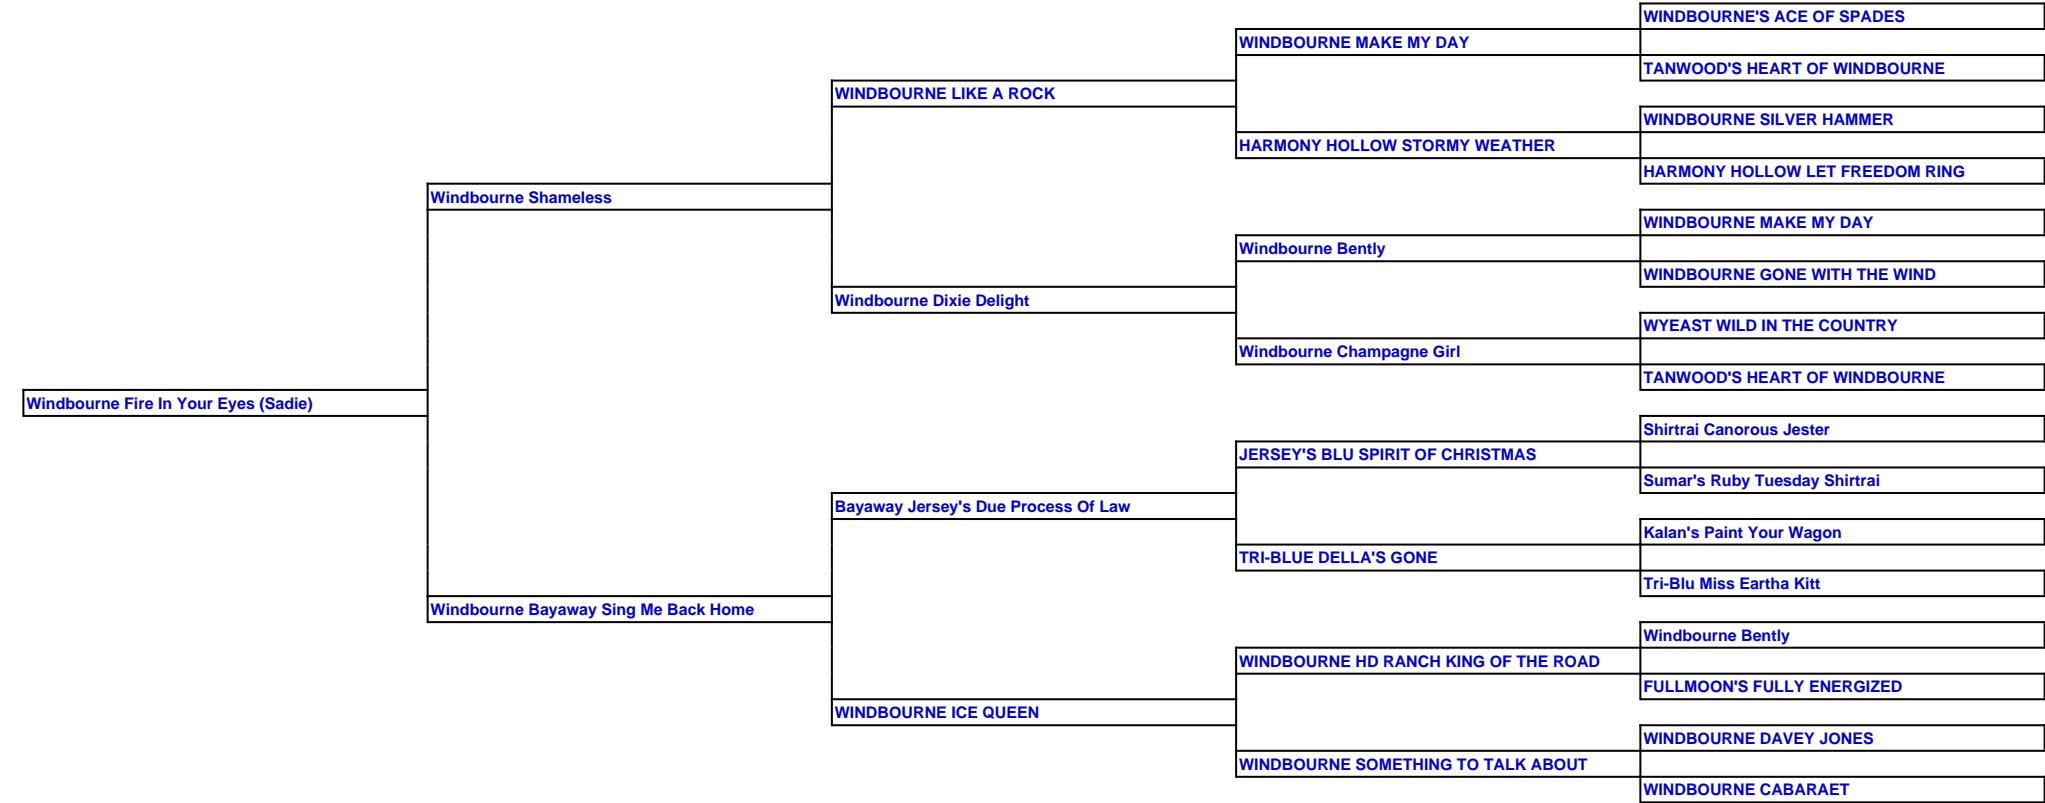 WINDBOURNE'S ACE OF SPADES
WINDBOURNE MAKE MY DAY
TANWOOD'S HEART OF WINDBOURNE
WINDBOURNE LIKE A ROCK
WINDBOURNE SILVER HAMMER
HARMONY HOLLOW STORMY WEATHER
HARMONY HOLLOW LET FREEDOM RING
Windbourne Shameless
WINDBOURNE MAKE MY DAY
Windbourne Bently
WINDBOURNE GONE WITH THE WIND
Windbourne Dixie Delight
WYEAST WILD IN THE COUNTRY
Windbourne Champagne Girl
TANWOOD'S HEART OF WINDBOURNE
Windbourne Fire In Your Eyes (Sadie)
Shirtrai Canorous Jester
JERSEY'S BLU SPIRIT OF CHRISTMAS
Sumar's Ruby Tuesday Shirtrai
Bayaway Jersey's Due Process Of Law
Kalan's Paint Your Wagon
TRI-BLUE DELLA'S GONE
Tri-Blu Miss Eartha Kitt
Windbourne Bayaway Sing Me Back Home
Windbourne Bently
WINDBOURNE HD RANCH KING OF THE ROAD
FULLMOON'S FULLY ENERGIZED
WINDBOURNE ICE QUEEN
WINDBOURNE DAVEY JONES
WINDBOURNE SOMETHING TO TALK ABOUT
WINDBOURNE CABARAET